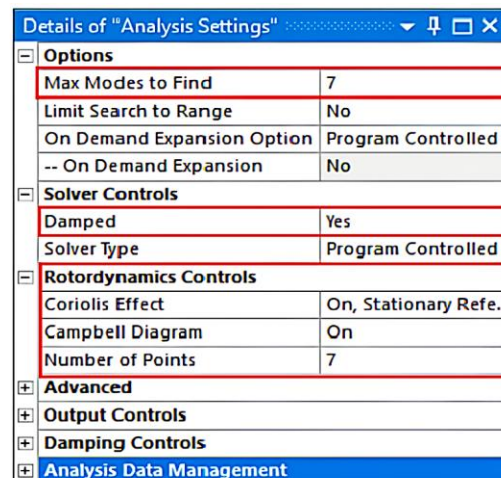 Details of "Analysis Settings"
Options
Max Modes to Find 7
Limit Search to Range No
On Demand Expansion Option Program Controlled
-- On Demand Expansion No
Solver Controls
Damped Yes
Solver Type Program Controlled
Rotordynamics Controls
Coriolis Effect On, Stationary Refe.
Campbell Diagram On
Number of Points 7
Advanced
Output Controls
Damping Controls
Analysis Data Management